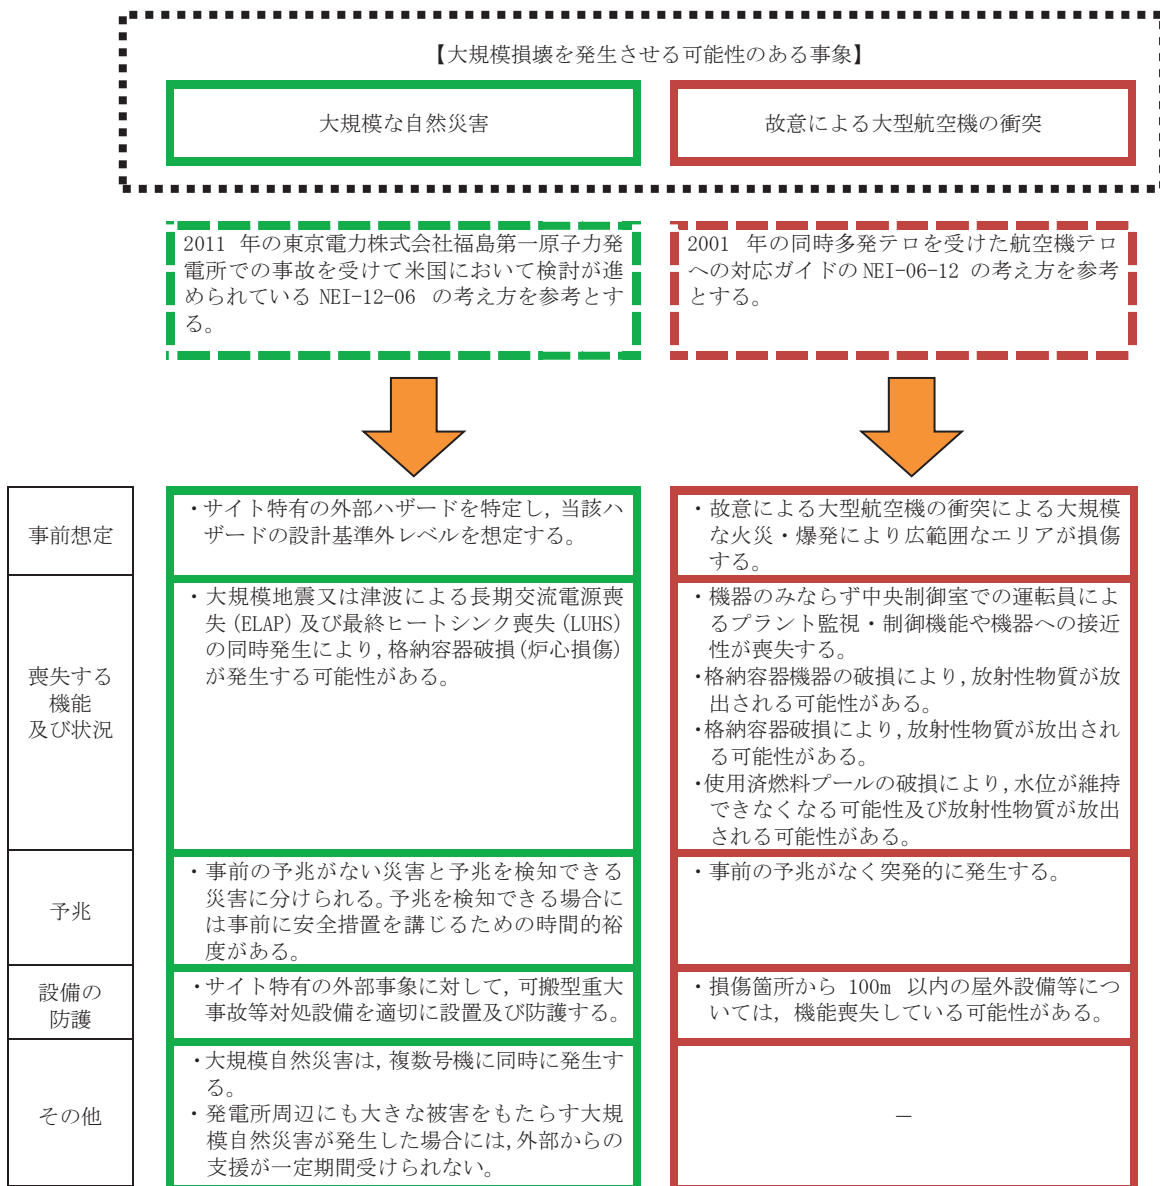 【大規模損壊を発生させる可能性のある事象】
大規模な自然災害
故意による大型航空機の衝突
2011 年の東京電力株式会社福島第一原子力発
電所での事故を受けて米国において検討が進
められている NEI-12-06 の考え方を参考とす
る。
2001 年の同時多発テロを受けた航空機テロ
への対応ガイドの NEI-06-12 の考え方を参考
とする。
事前想定
・サイト特有の外部ハザードを特定し,当該ハ
ザードの設計基準外レベルを想定する。
・故意による大型航空機の衝突による大規模
な火災・爆発により広範囲なエリアが損傷
する。
喪失する
機能
及び状況
・大規模地震又は津波による長期交流電源喪
失(ELAP)及び最終ヒートシンク喪失(LUHS)
の同時発生により,格納容器破損(炉心損傷)
が発生する可能性がある。
・機器のみならず中央制御室での運転員によ
るプラント監視・制御機能や機器への接近
性が喪失する。
・格納容器機器の破損により,放射性物質が放
出される可能性がある。
・格納容器破損により,放射性物質が放出され
る可能性がある。
・使用済燃料プールの破損により,水位が維持
できなくなる可能性及び放射性物質が放出
される可能性がある。
予兆
・事前の予兆がない災害と予兆を検知できる
災害に分けられる。予兆を検知できる場合に
は事前に安全措置を講じるための時間的裕
度がある。
・事前の予兆がなく突発的に発生する。
設備の
防護
・サイト特有の外部事象に対して,可搬型重大
事故等対処設備を適切に設置及び防護する。
・損傷箇所から 100m 以内の屋外設備等につ
いては,機能喪失している可能性がある。
その他
・大規模自然災害は,複数号機に同時に発生す
る。
・発電所周辺にも大きな被害をもたらす大規
模自然災害が発生した場合には,外部からの
支援が一定期間受けられない。
－